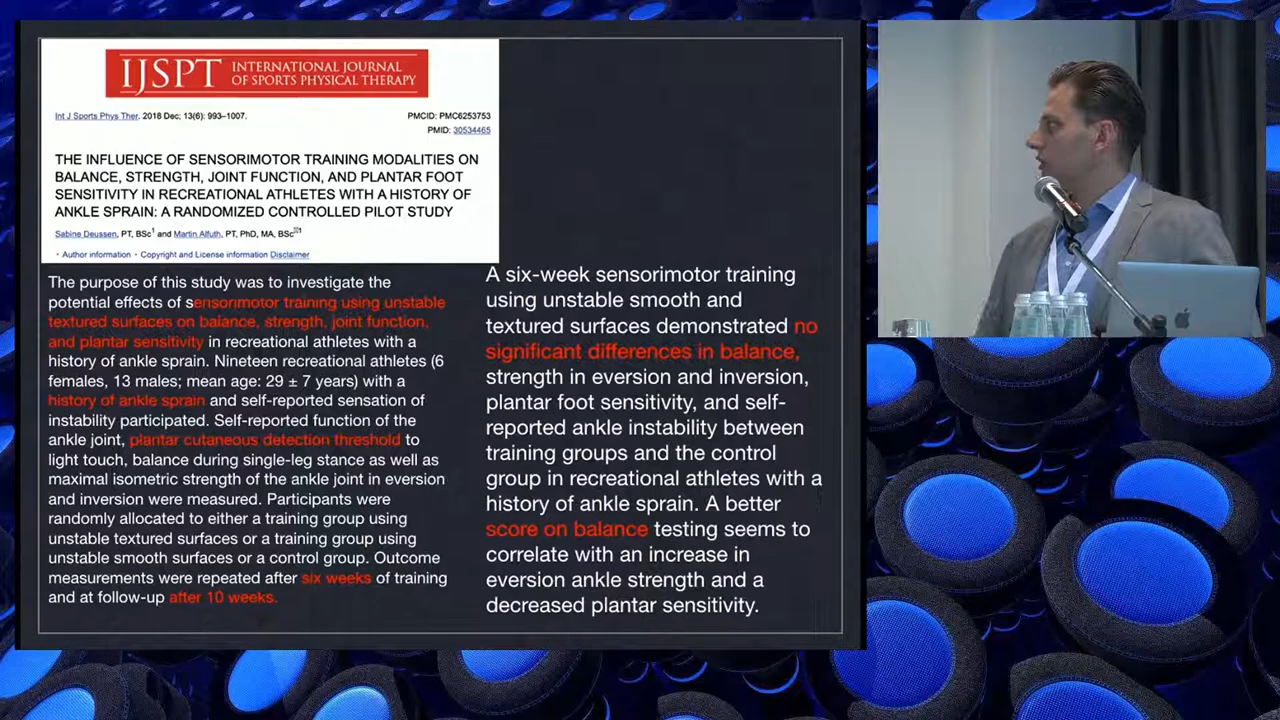 IJSPT INTERNATIONAL JOURNAL
OF SPORTS PHYSICAL THERAPY
Int J Sports Phys Ther. 2018 Dec; 13(6): 993–1007.
PMCID: PMC6253753
PMID: 30534465
THE INFLUENCE OF SENSORIMOTOR TRAINING MODALITIES ON
BALANCE, STRENGTH, JOINT FUNCTION, AND PLANTAR FOOT
SENSITIVITY IN RECREATIONAL ATHLETES WITH A HISTORY OF
ANKLE SPRAIN: A RANDOMIZED CONTROLLED PILOT STUDY
Sabine Deussen, PT, BSc1 and Martin Alfuth, PT, PhD, MA, BSc1
• Author information • Copyright and License information Disclaimer
The purpose of this study was to investigate the
potential effects of sensorimotor training using unstable
textured surfaces on balance, strength, joint function,
and plantar sensitivity in recreational athletes with a
history of ankle sprain. Nineteen recreational athletes (6
females, 13 males; mean age: 29 ± 7 years) with a
history of ankle sprain and self-reported sensation of
instability participated. Self-reported function of the
ankle joint, plantar cutaneous detection threshold to
light touch, balance during single-leg stance as well as
maximal isometric strength of the ankle joint in eversion
and inversion were measured. Participants were
randomly allocated to either a training group using
unstable textured surfaces or a training group using
unstable smooth surfaces or a control group. Outcome
measurements were repeated after six weeks of training
and at follow-up after 10 weeks.
A six-week sensorimotor training
using unstable smooth and
textured surfaces demonstrated no
significant differences in balance,
strength in eversion and inversion,
plantar foot sensitivity, and self-
reported ankle instability between
training groups and the control
group in recreational athletes with a
history of ankle sprain. A better
score on balance testing seems to
correlate with an increase in
eversion ankle strength and a
decreased plantar sensitivity.